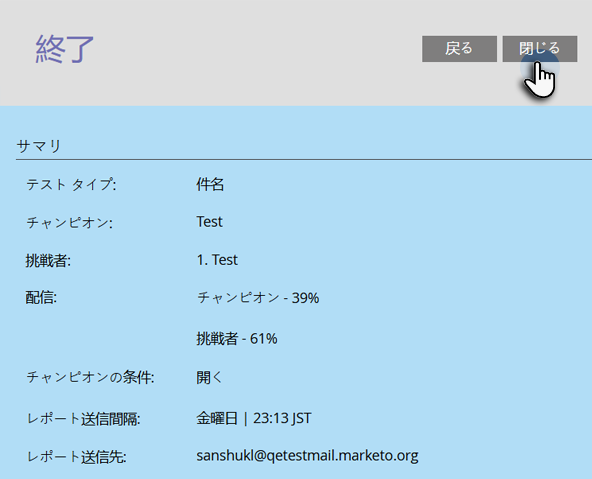 終了
戻る 閉じる
サマリ
テスト タイプ: 件名
チャンピオン: Test
挑戦者: 1. Test
配信: チャンピオン - 39%
挑戦者 - 61%
チャンピオンの条件: 開く
レポート送信間隔: 金曜日 | 23:13 JST
レポート送信先: sanshukl@qetestmail.marketo.org